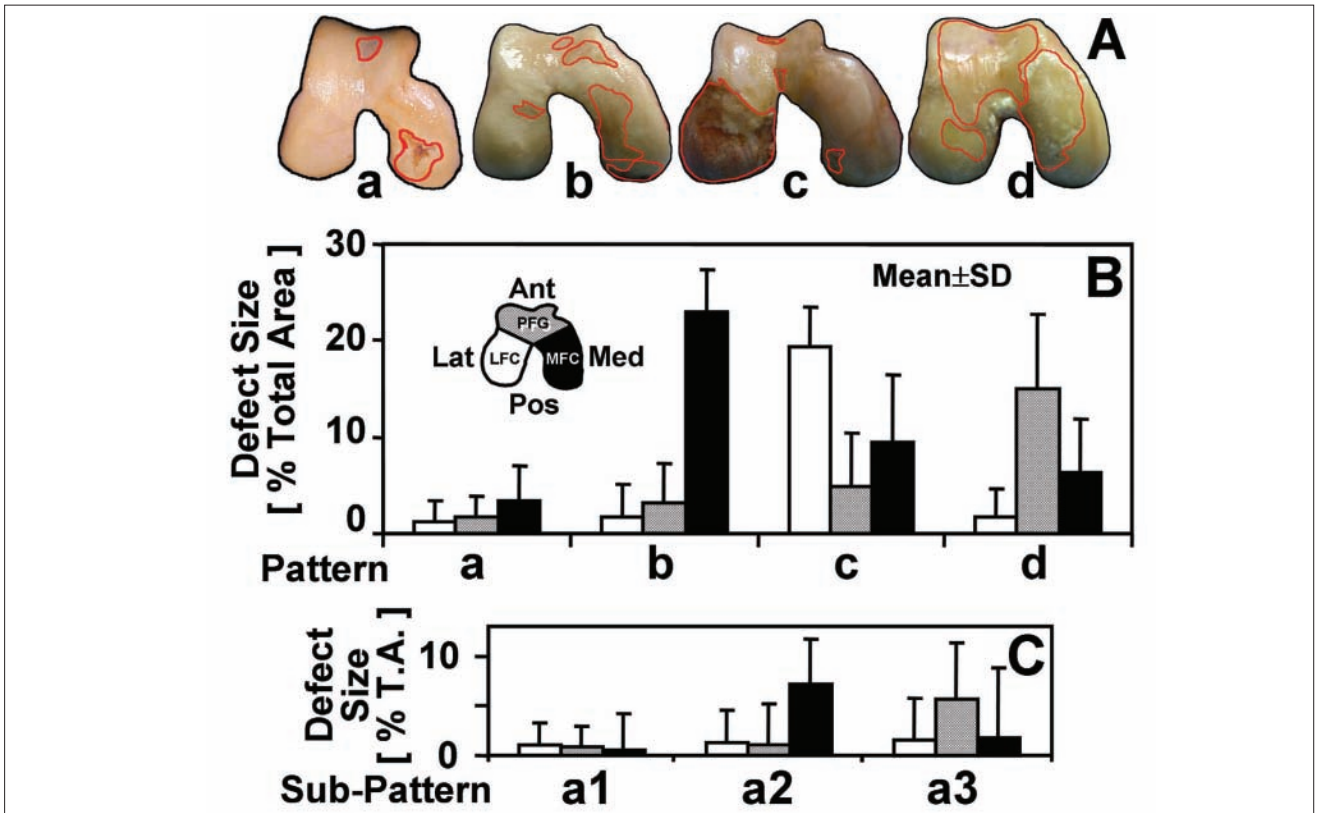 A
a b c d
B
Mean±SD
Defect Size
[ % Total Area ]
30
20
10
0
Ant
PFG
Lat LFC MFC Med
Pos
Pattern a b c d
C
Defect
Size
[ % T.A. ]
10
0
Sub-Pattern a1 a2 a3